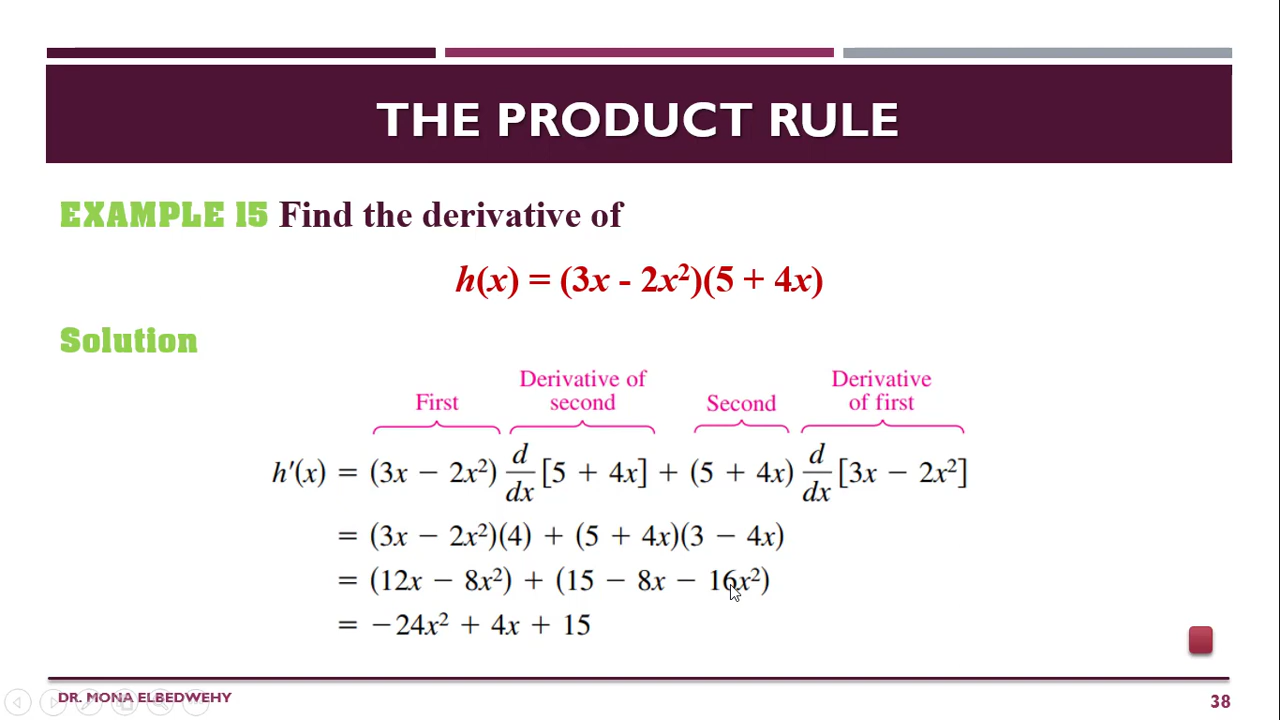 THE PRODUCT RULE
EXAMPLE 15 Find the derivative of
h(x) = (3x - 2x²)(5 + 4x)
Solution
First Derivative of second Second Derivative of first
h′(x) = (3x − 2x²) d/dx [5 + 4x] + (5 + 4x) d/dx [3x − 2x²]
= (3x − 2x²)(4) + (5 + 4x)(3 − 4x)
= (12x − 8x²) + (15 − 8x − 16x²)
= −24x² + 4x + 15
DR. MONA ELBEDWEHY
38